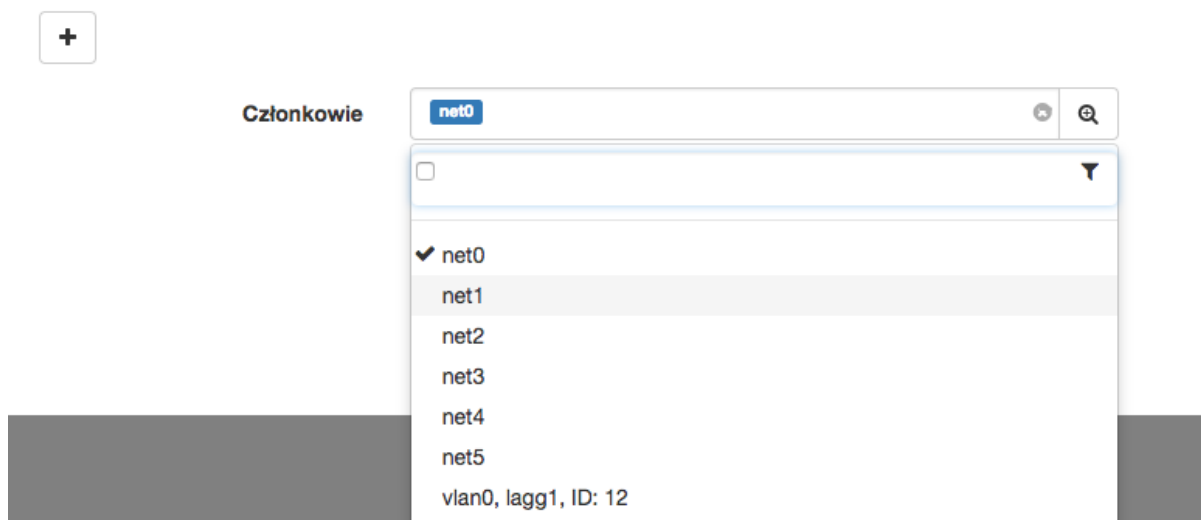 Członkowie net0
net0
net1
net2
net3
net4
net5
vlan0, lagg1, ID: 12